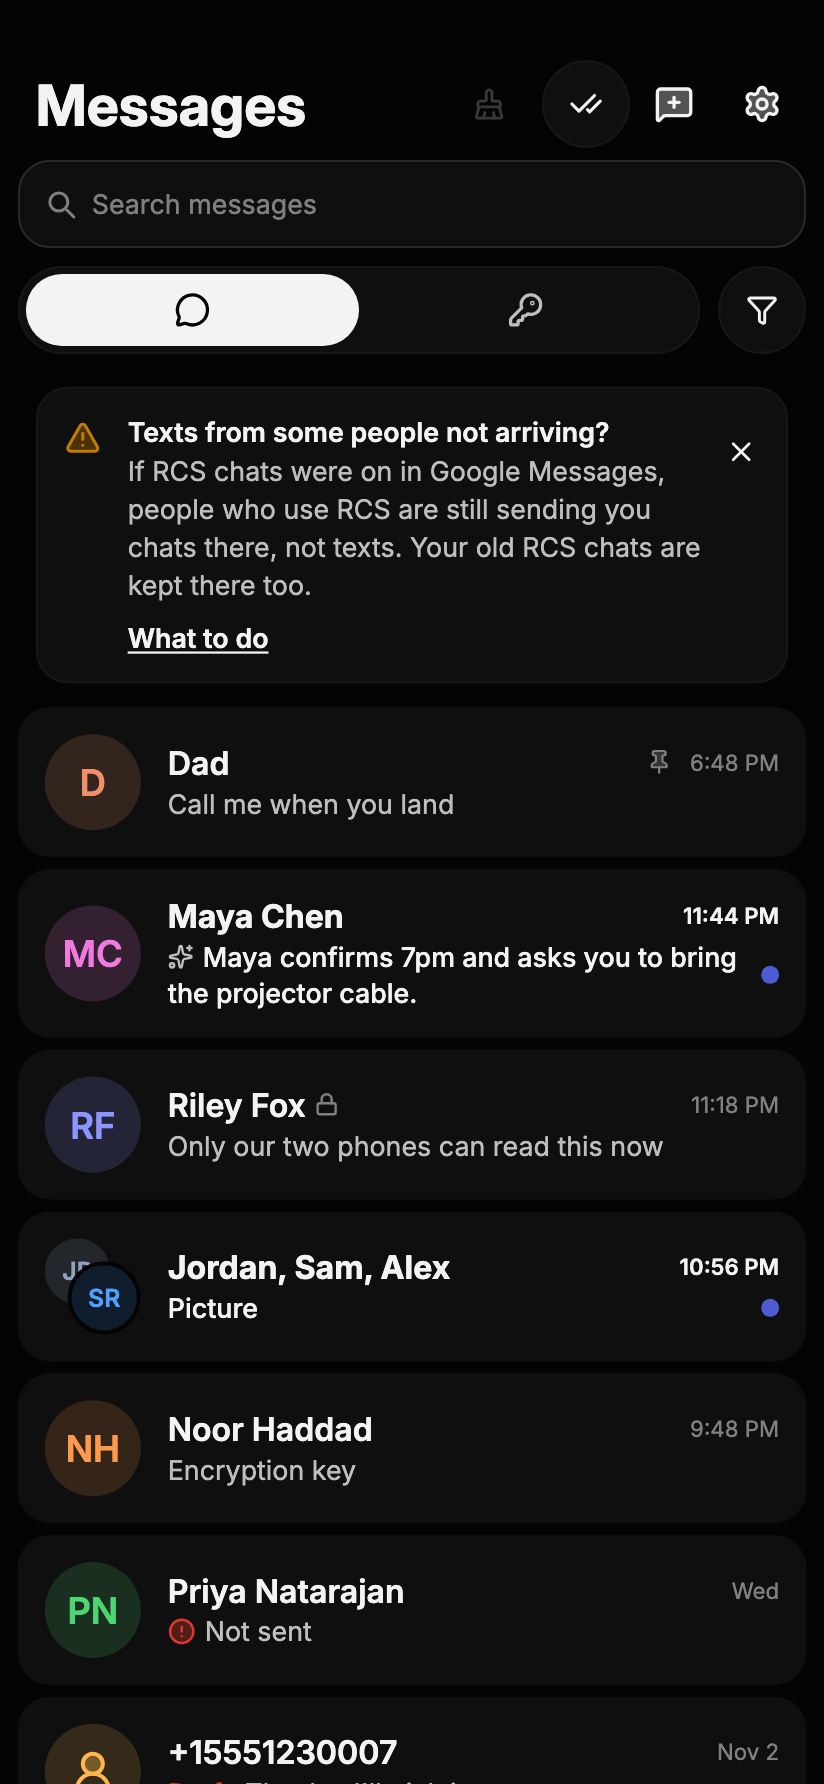 Messages
Search messages
Texts from some people not arriving?
If RCS chats were on in Google Messages,
people who use RCS are still sending you
chats there, not texts. Your old RCS chats are
kept there too.
What to do
D
Dad
6:48 PM
Call me when you land
MC
Maya Chen
11:44 PM
Maya confirms 7pm and asks you to bring
the projector cable.
RF
Riley Fox
11:18 PM
Only our two phones can read this now
SR
Jordan, Sam, Alex
10:56 PM
Picture
NH
Noor Haddad
9:48 PM
Encryption key
PN
Priya Natarajan
Wed
Not sent
+15551230007
Nov 2